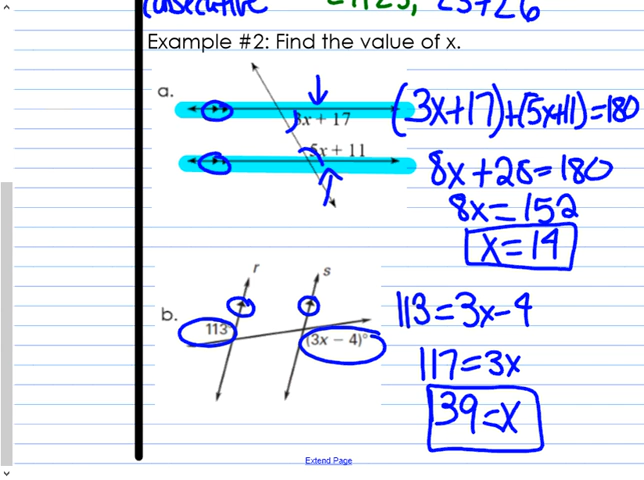 consecutive
Example #2: Find the value of x.
a.
3x + 17
(3x+17)+(5x+11)=180
5x + 11
8x+28=180
8x=152
x=19
r
s
b.
113
(3x − 4)°
113=3x-4
117=3x
39=x
Extend Page